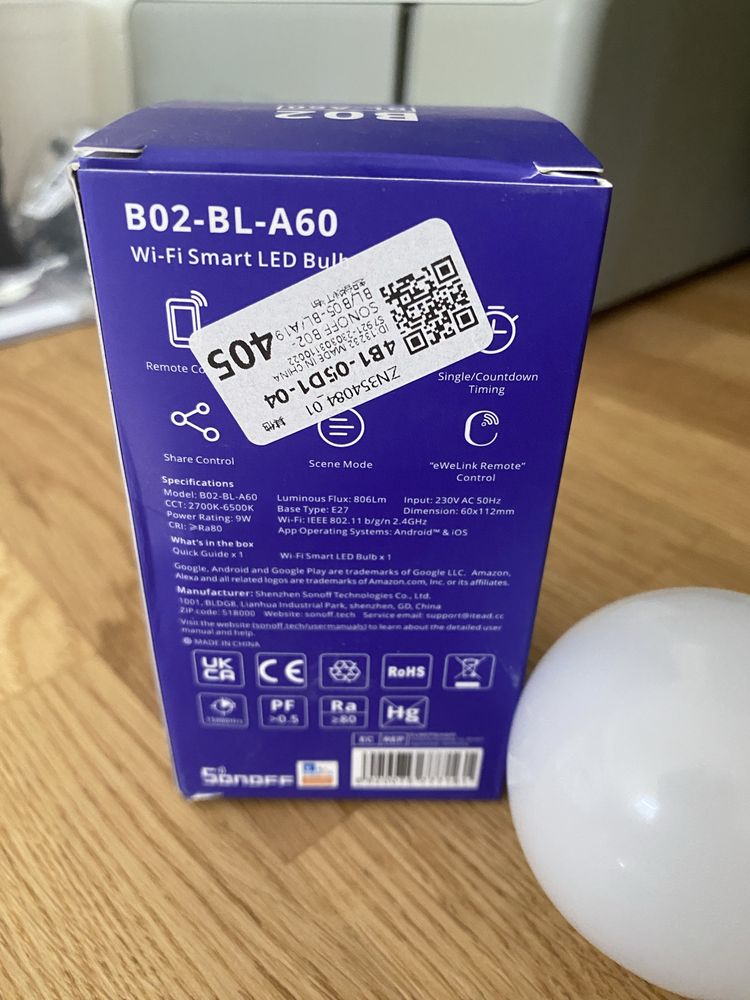 B02
B02-BL-A60
Wi-Fi Smart LED Bulb
ZN354084_01
4B1-05D1-04
ID 13232 MADE IN CHINA
SONOFF B02-
BL/B 05-BL/A19
405
Remote Co
Single/Countdown
Timing
Share Control
Scene Mode
"eWeLink Remote"
Control
Specifications
Model: B02-BL-A60 Luminous Flux: 806Lm Input: 230V AC 50Hz
CCT: 2700K-6500K Base Type: E27 Dimension: 60x112mm
Power Rating: 9W Wi-Fi: IEEE 802.11 b/g/n 2.4GHz
CRI: ≥Ra80 App Operating Systems: Android™ & iOS
What's in the box
Quick Guide x 1 Wi-Fi Smart LED Bulb x 1
Google, Android and Google Play are trademarks of Google LLC. Amazon,
Alexa and all related logos are trademarks of Amazon.com, Inc. or its affiliates.
Manufacturer: Shenzhen Sonoff Technologies Co., Ltd.
1001, BLDG8, Lianhua Industrial Park, shenzhen, GD, China
ZIP code: 518000 Website: sonoff.tech Service email: support@itead.cc
Visit the website (sonoff.tech/usermanuals) to learn about the detailed user
manual and help.
MADE IN CHINA
UK CA CE RoHS
PF >0.5 Ra ≥80 Hg
SONOFF